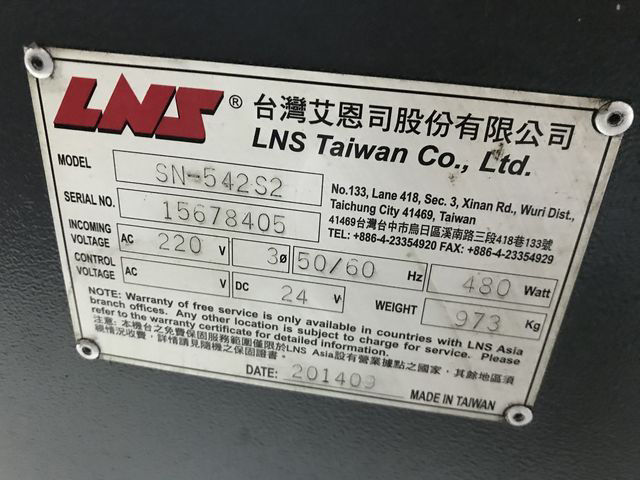 LNS ® 台灣艾恩司股份有限公司
LNS Taiwan Co., Ltd.
MODEL SN-542S2
SERIAL NO. 15678405
No.133, Lane 418, Sec. 3, Xinan Rd., Wuri Dist.,
Taichung City 41469, Taiwan
41469台灣台中市烏日區溪南路三段418巷133號
TEL: +886-4-23354920 FAX: +886-4-23354929
INCOMING VOLTAGE AC 220 V 3ø 50/60 Hz 480 Watt
CONTROL VOLTAGE AC V DC 24 V WEIGHT 973 Kg
NOTE: Warranty of free service is only available in countries with LNS Asia
branch offices. Any other location is subject to charge for service. Please
refer to the warranty certificate for detailed information.
注意: 本機台之免費保固服務範圍僅限於LNS Asia設有營業據點之國家，其餘地區須
視情況收費，詳情請見隨機之保固證書。
DATE: 201409
MADE IN TAIWAN